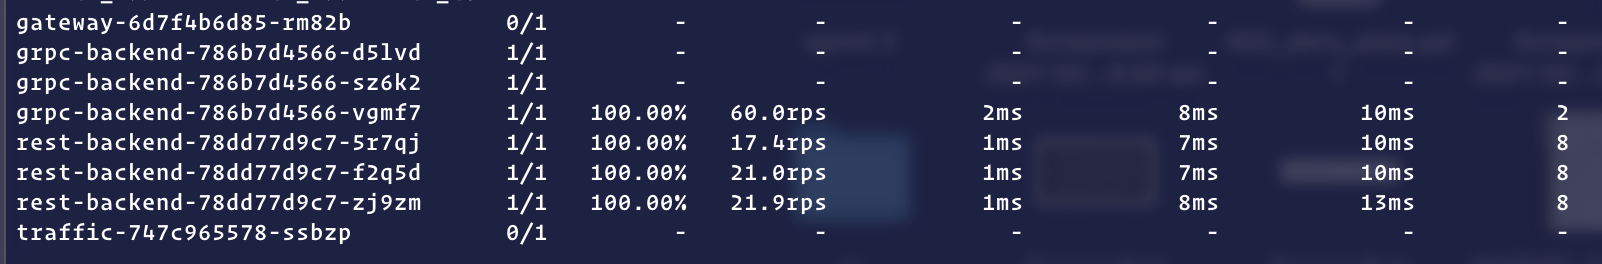 gateway-6d7f4b6d85-rm82b 0/1 - - - - - -
grpc-backend-786b7d4566-d5lvd 1/1 - - - - - -
grpc-backend-786b7d4566-sz6k2 1/1 - - - - - -
grpc-backend-786b7d4566-vgmf7 1/1 100.00% 60.0rps 2ms 8ms 10ms 2
rest-backend-78dd77d9c7-5r7qj 1/1 100.00% 17.4rps 1ms 7ms 10ms 8
rest-backend-78dd77d9c7-f2q5d 1/1 100.00% 21.0rps 1ms 7ms 10ms 8
rest-backend-78dd77d9c7-zj9zm 1/1 100.00% 21.9rps 1ms 8ms 13ms 8
traffic-747c965578-ssbzp 0/1 - - - - - -